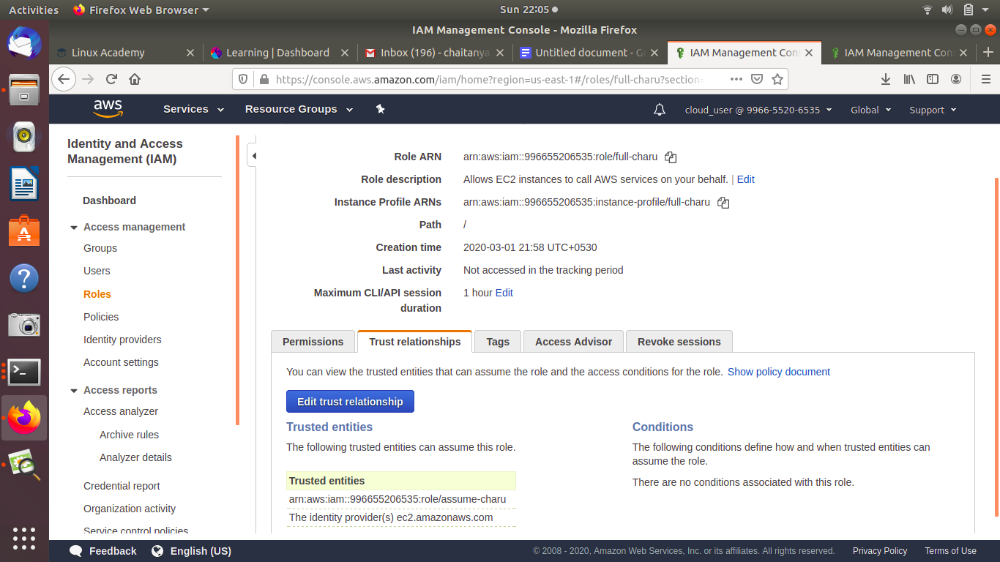 Activities
Firefox Web Browser
Sun 22:05
IAM Management Console - Mozilla Firefox
Linux Academy
Learning | Dashboard
Inbox (196) - chaitanya.
Untitled document - G
IAM Management Cons
IAM Management Con
https://console.aws.amazon.com/iam/home?region=us-east-1#/roles/full-charu?section=
aws
Services
Resource Groups
cloud_user @ 9966-5520-6535
Global
Support
Identity and Access
Management (IAM)
Dashboard
Access management
Groups
Users
Roles
Policies
Identity providers
Account settings
Access reports
Access analyzer
Archive rules
Analyzer details
Credential report
Organization activity
Service control policies
Role ARN arn:aws:iam::996655206535:role/full-charu
Role description Allows EC2 instances to call AWS services on your behalf. | Edit
Instance Profile ARNs arn:aws:iam::996655206535:instance-profile/full-charu
Path /
Creation time 2020-03-01 21:58 UTC+0530
Last activity Not accessed in the tracking period
Maximum CLI/API session 1 hour Edit
duration
Permissions
Trust relationships
Tags
Access Advisor
Revoke sessions
You can view the trusted entities that can assume the role and the access conditions for the role. Show policy document
Edit trust relationship
Trusted entities
The following trusted entities can assume this role.
Trusted entities
arn:aws:iam::996655206535:role/assume-charu
The identity provider(s) ec2.amazonaws.com
Conditions
The following conditions define how and when trusted entities can
assume the role.
There are no conditions associated with this role.
Feedback
English (US)
© 2008 - 2020, Amazon Web Services, Inc. or its affiliates. All rights reserved.
Privacy Policy
Terms of Use